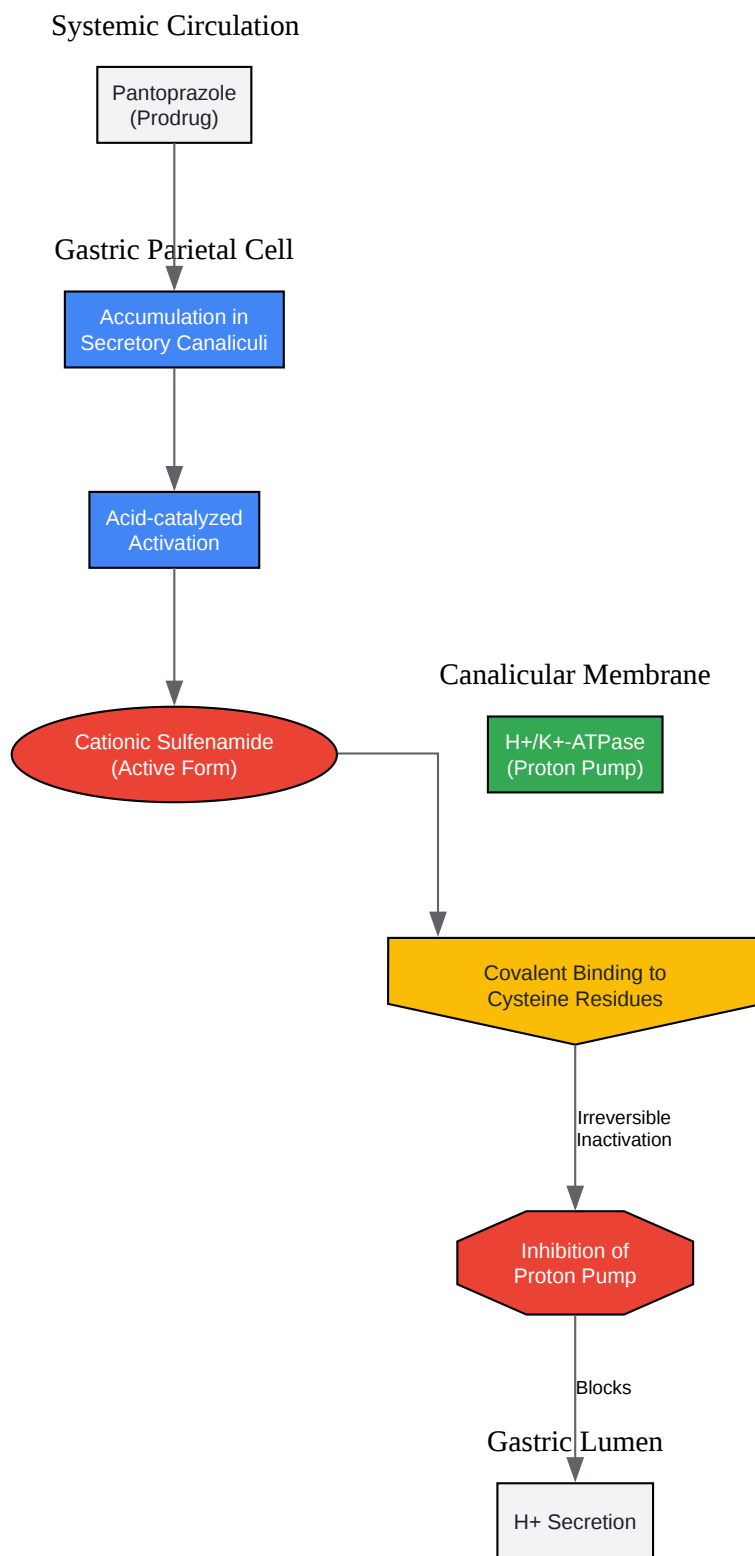 Systemic Circulation
Pantoprazole
(Prodrug)
Gastric Parietal Cell
Accumulation in
Secretory Canaliculi
Acid-catalyzed
Activation
Canalicular Membrane
Cationic Sulfenamide
(Active Form)
H+/K+-ATPase
(Proton Pump)
Covalent Binding to
Cysteine Residues
Irreversible
Inactivation
Inhibition of
Proton Pump
Blocks
Gastric Lumen
H+ Secretion